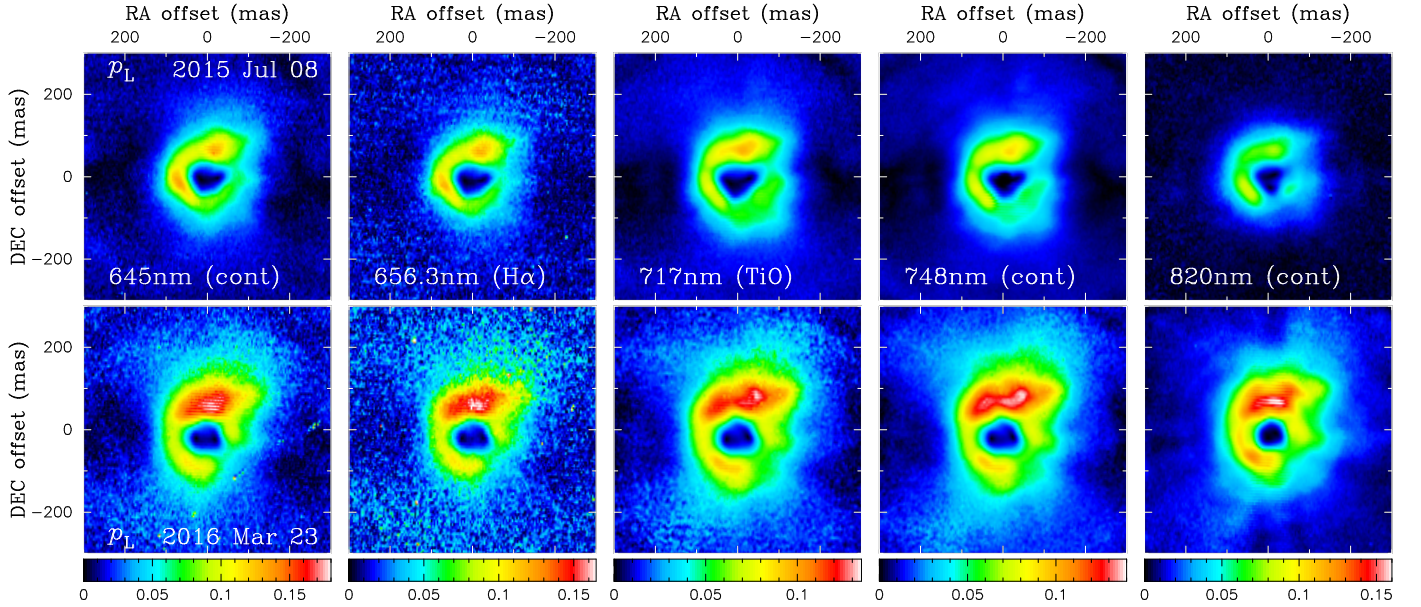 RA offset (mas) RA offset (mas) RA offset (mas) RA offset (mas) RA offset (mas)
200 0 −200 200 0 −200 200 0 −200 200 0 −200 200 0 −200
pL 2015 Jul 08
DEC offset (mas)
200
0
−200
645nm (cont) 656.3nm (Hα) 717nm (TiO) 748nm (cont) 820nm (cont)
DEC offset (mas)
200
0
−200
pL 2016 Mar 23
0 0.05 0.1 0.15 0 0.05 0.1 0.15 0 0.05 0.1 0 0.05 0.1 0 0.05 0.1 0.15